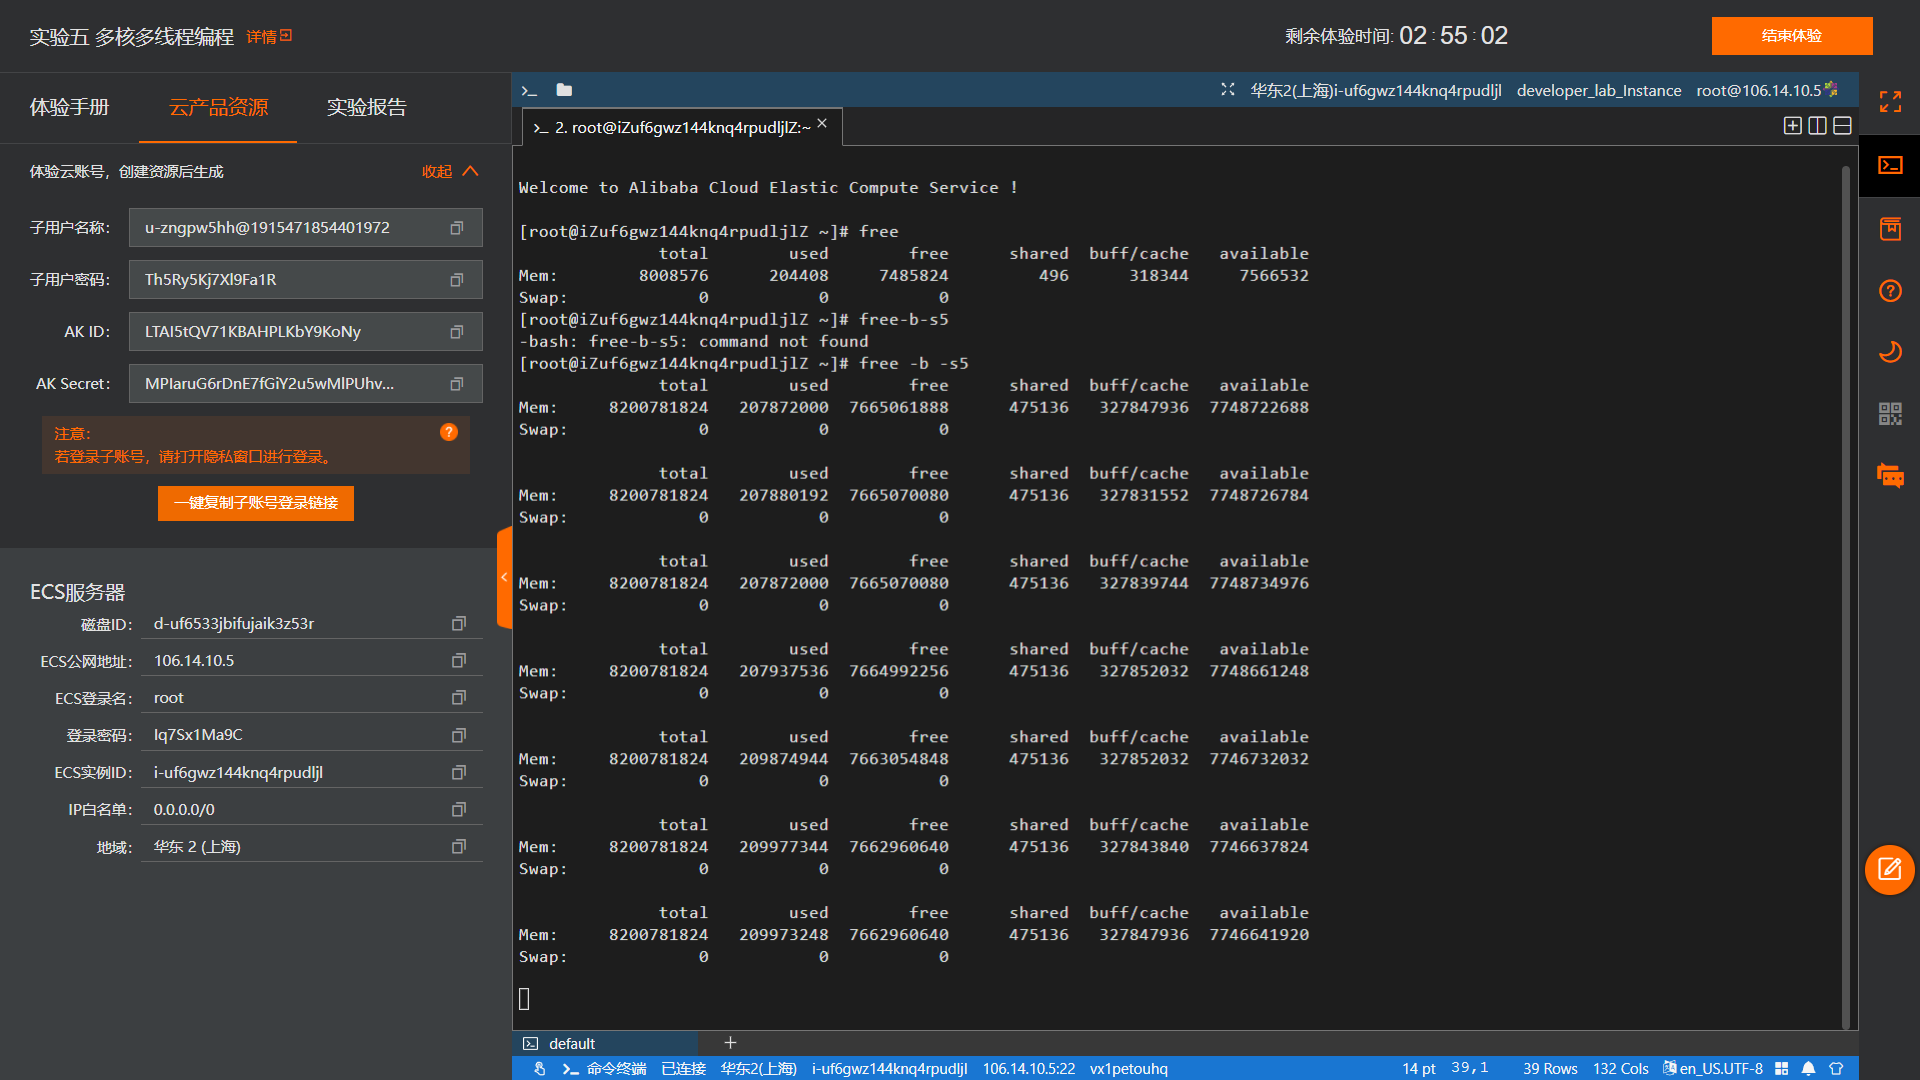 实验五 多核多线程编程 详情
剩余体验时间: 02 : 55 : 02
结束体验
体验手册 云产品资源 实验报告
体验云账号，创建资源后生成 收起
子用户名称: u-zngpw5hh@1915471854401972
子用户密码: Th5Ry5Kj7Xl9Fa1R
AK ID: LTAI5tQV71KBAHPLKbY9KoNy
AK Secret: MPIaruG6rDnE7fGiY2u5wMlPUhv...
注意:
若登录子账号，请打开隐私窗口进行登录。
一键复制子账号登录链接
ECS服务器
磁盘ID: d-uf6533jbifujaik3z53r
ECS公网地址: 106.14.10.5
ECS登录名: root
登录密码: Iq7Sx1Ma9C
ECS实例ID: i-uf6gwz144knq4rpudljl
IP白名单: 0.0.0.0/0
地域: 华东 2 (上海)
华东2(上海)i-uf6gwz144knq4rpudljl developer_lab_Instance root@106.14.10.5
2. root@iZuf6gwz144knq4rpudljlZ:~
Welcome to Alibaba Cloud Elastic Compute Service !
[root@iZuf6gwz144knq4rpudljlZ ~]# free
total used free shared buff/cache available
Mem: 8008576 204408 7485824 496 318344 7566532
Swap: 0 0 0
[root@iZuf6gwz144knq4rpudljlZ ~]# free-b-s5
-bash: free-b-s5: command not found
[root@iZuf6gwz144knq4rpudljlZ ~]# free -b -s5
total used free shared buff/cache available
Mem: 8200781824 207872000 7665061888 475136 327847936 7748722688
Swap: 0 0 0
total used free shared buff/cache available
Mem: 8200781824 207880192 7665070080 475136 327831552 7748726784
Swap: 0 0 0
total used free shared buff/cache available
Mem: 8200781824 207872000 7665070080 475136 327839744 7748734976
Swap: 0 0 0
total used free shared buff/cache available
Mem: 8200781824 207937536 7664992256 475136 327852032 7748661248
Swap: 0 0 0
total used free shared buff/cache available
Mem: 8200781824 209874944 7663054848 475136 327852032 7746732032
Swap: 0 0 0
total used free shared buff/cache available
Mem: 8200781824 209977344 7662960640 475136 327843840 7746637824
Swap: 0 0 0
total used free shared buff/cache available
Mem: 8200781824 209973248 7662960640 475136 327847936 7746641920
Swap: 0 0 0
default
命令终端 已连接 华东2(上海) i-uf6gwz144knq4rpudljl 106.14.10.5:22 vx1petouhq 14 pt 39,1 39 Rows 132 Cols en_US.UTF-8